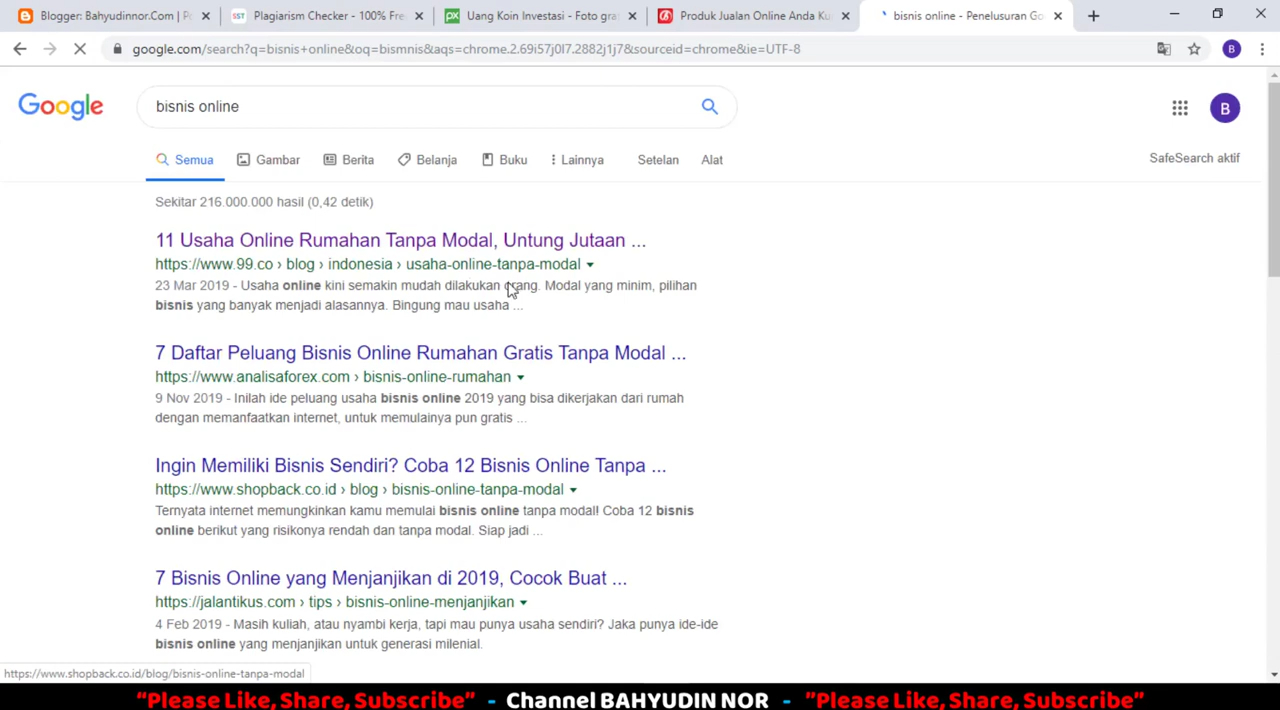 Blogger: Bahyudinnor.Com | Po
Plagiarism Checker - 100% Fre
Uang Koin Investasi - Foto gra
Produk Jualan Online Anda Ku
bisnis online - Penelusuran Go
google.com/search?q=bisnis+online&oq=bismnis&aqs=chrome.2.69i57j0l7.2882j1j7&sourceid=chrome&ie=UTF-8
B
Google
bisnis online
B
Semua
Gambar
Berita
Belanja
Buku
Lainnya
Setelan
Alat
SafeSearch aktif
Sekitar 216.000.000 hasil (0,42 detik)
11 Usaha Online Rumahan Tanpa Modal, Untung Jutaan ...
https://www.99.co › blog › indonesia › usaha-online-tanpa-modal
23 Mar 2019 - Usaha online kini semakin mudah dilakukan orang. Modal yang minim, pilihan
bisnis yang banyak menjadi alasannya. Bingung mau usaha ...
7 Daftar Peluang Bisnis Online Rumahan Gratis Tanpa Modal ...
https://www.analisaforex.com › bisnis-online-rumahan
9 Nov 2019 - Inilah ide peluang usaha bisnis online 2019 yang bisa dikerjakan dari rumah
dengan memanfaatkan internet, untuk memulainya pun gratis ...
Ingin Memiliki Bisnis Sendiri? Coba 12 Bisnis Online Tanpa ...
https://www.shopback.co.id › blog › bisnis-online-tanpa-modal
Ternyata internet memungkinkan kamu memulai bisnis online tanpa modal! Coba 12 bisnis
online berikut yang risikonya rendah dan tanpa modal. Siap jadi ...
7 Bisnis Online yang Menjanjikan di 2019, Cocok Buat ...
https://jalantikus.com › tips › bisnis-online-menjanjikan
4 Feb 2019 - Masih kuliah, atau nyambi kerja, tapi mau punya usaha sendiri? Jaka punya ide-ide
bisnis online yang menjanjikan untuk generasi milenial.
https://www.shopback.co.id/blog/bisnis-online-tanpa-modal
"Please Like, Share, Subscribe" - Channel BAHYUDIN NOR - "Please Like, Share, Subscribe"